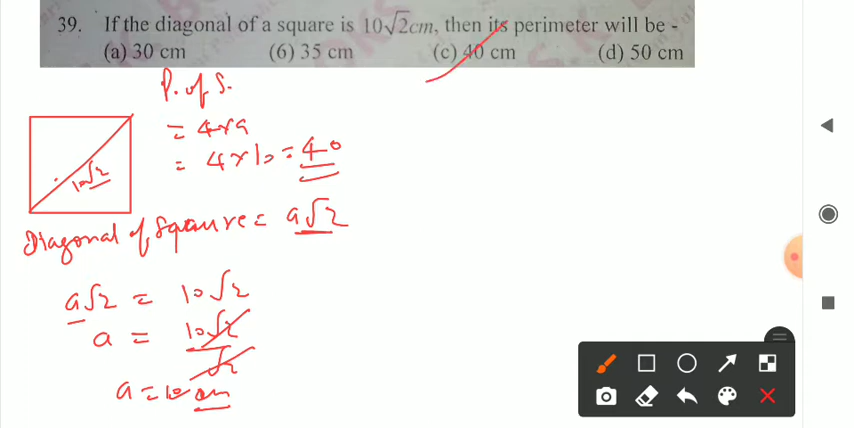 39. If the diagonal of a square is 10√2cm, then its perimeter will be -
(a) 30 cm (6) 35 cm (c) 40 cm (d) 50 cm
P. of S.
= 4×a
= 4×10 = 40
10√2
Diagonal of Square = a√2
a√2 = 10√2
a = 10√2/√2
a = 10 cm